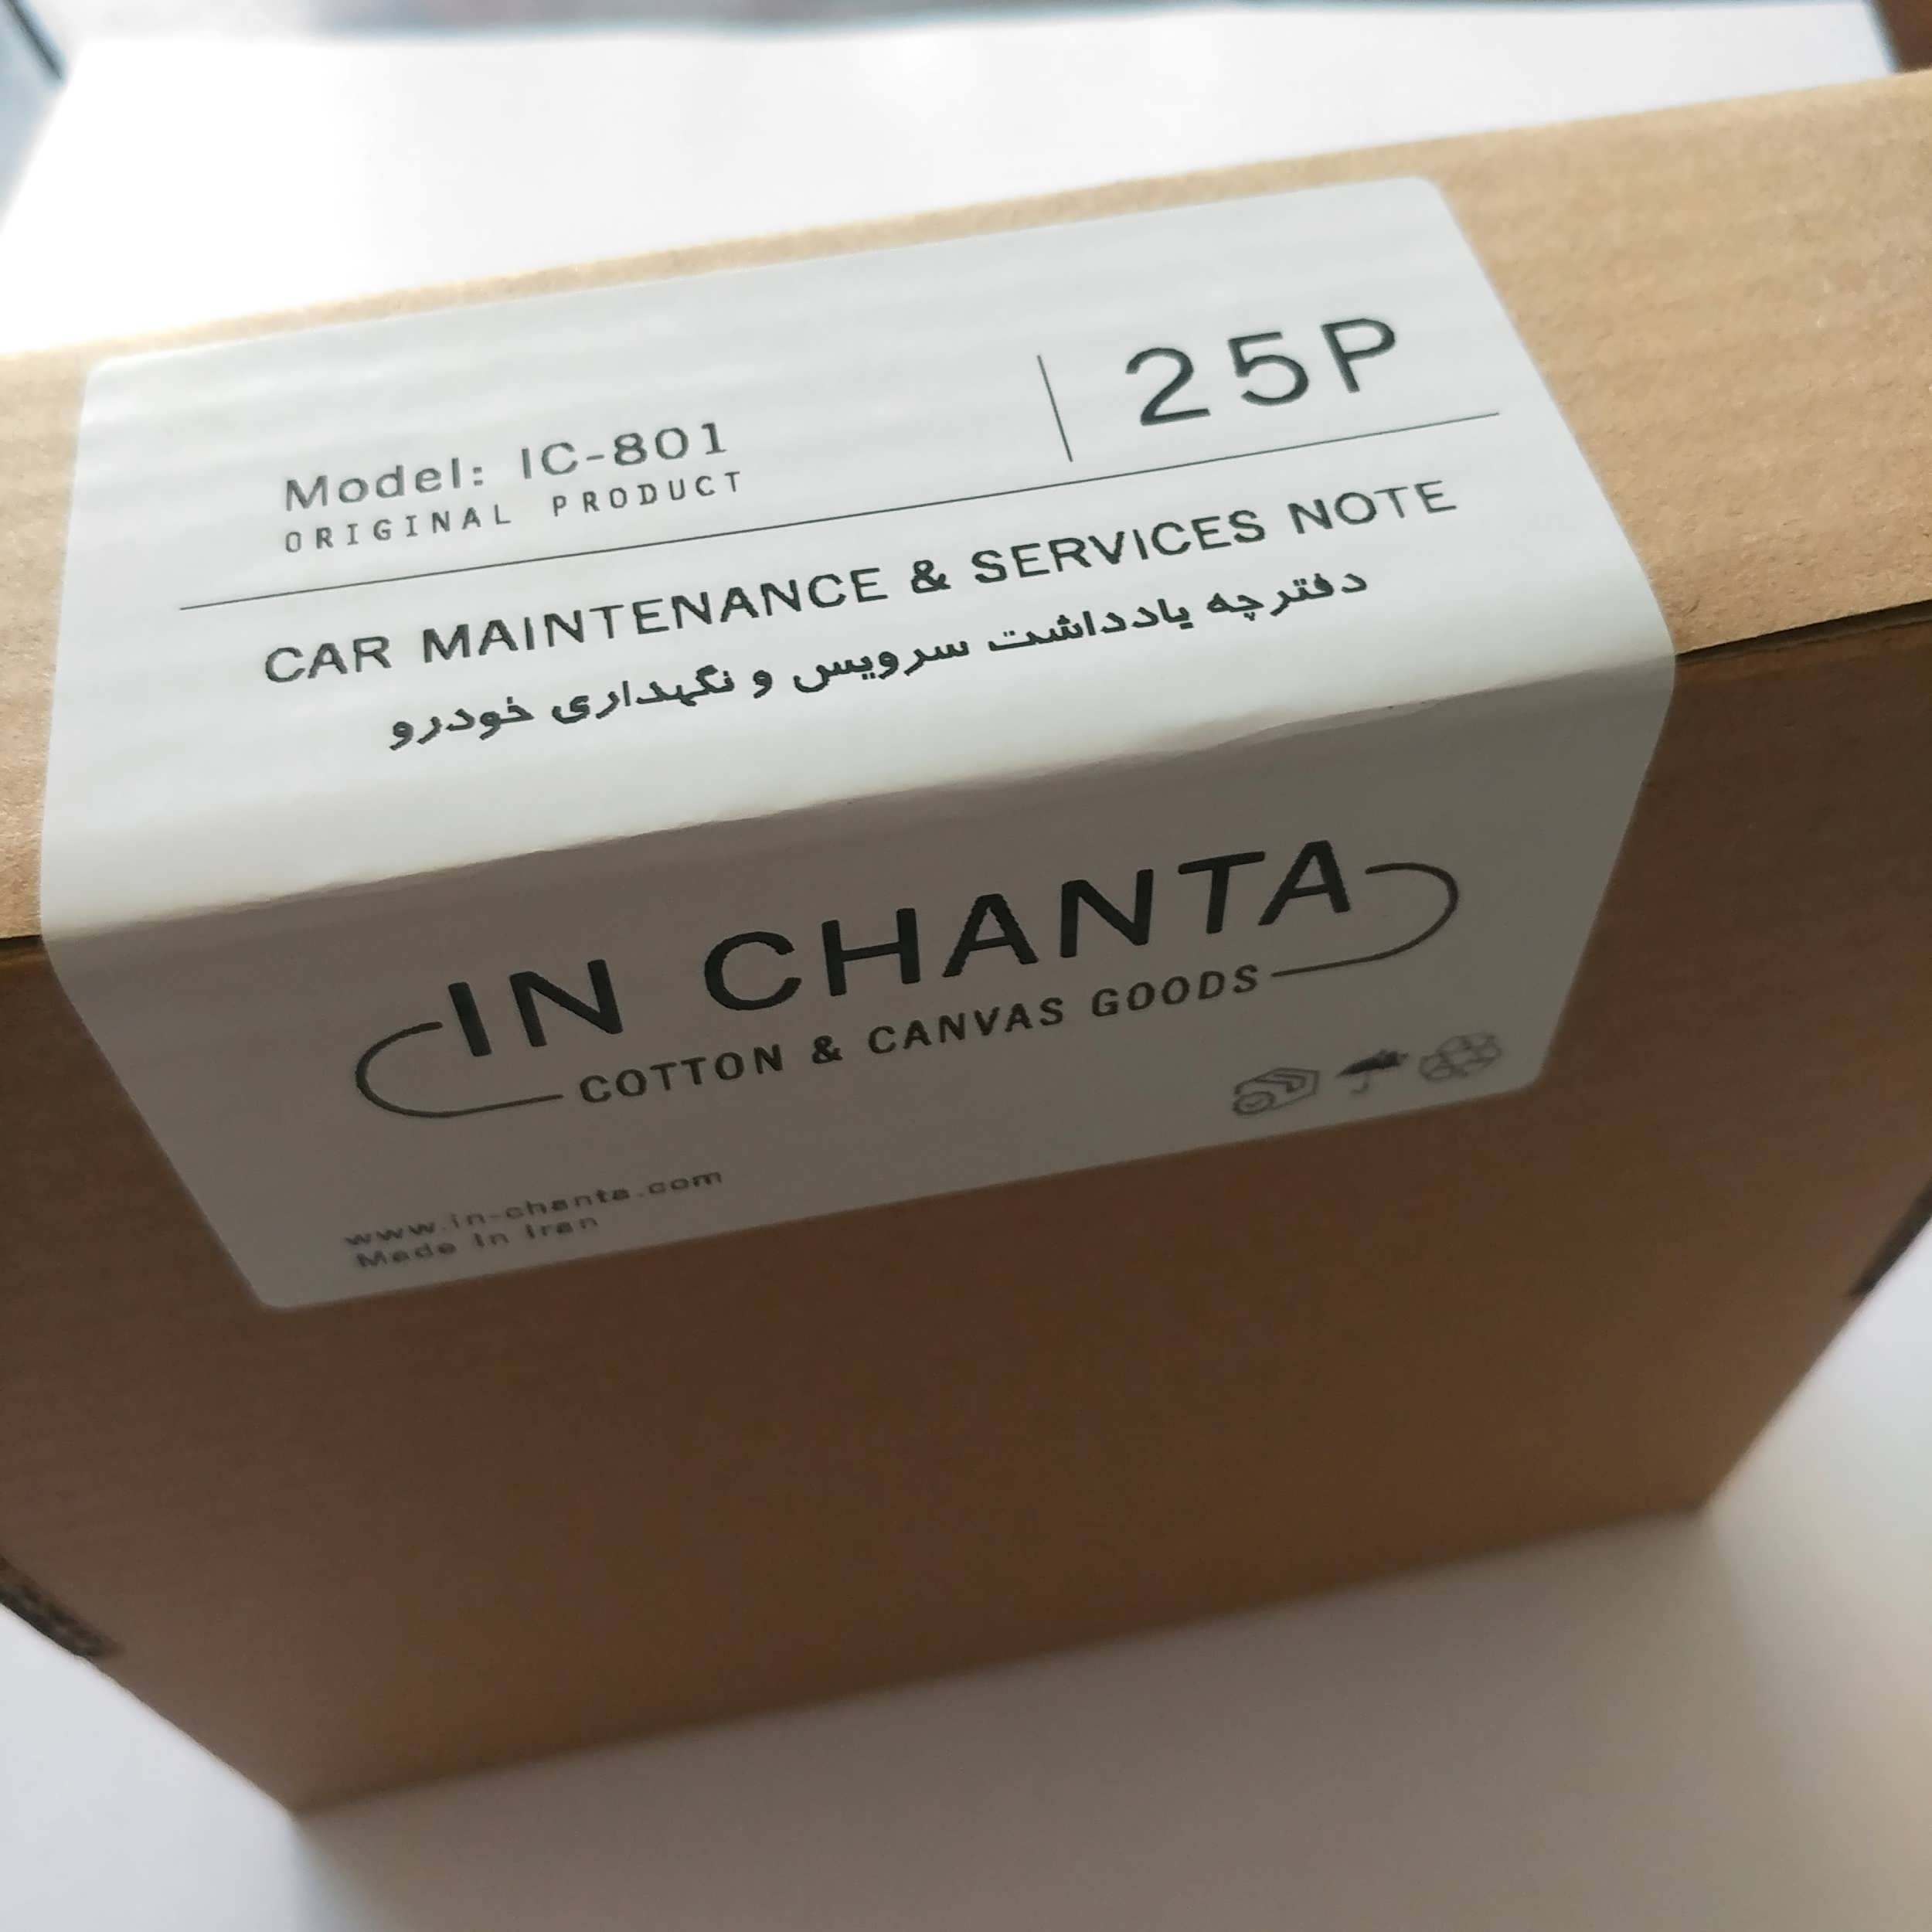 Model: IC-801
ORIGINAL PRODUCT
25P
CAR MAINTENANCE & SERVICES NOTE
دفترچه یادداشت سرویس و نگهداری خودرو
IN CHANTA
COTTON & CANVAS GOODS
www.in-chanta.com
Made In Iran